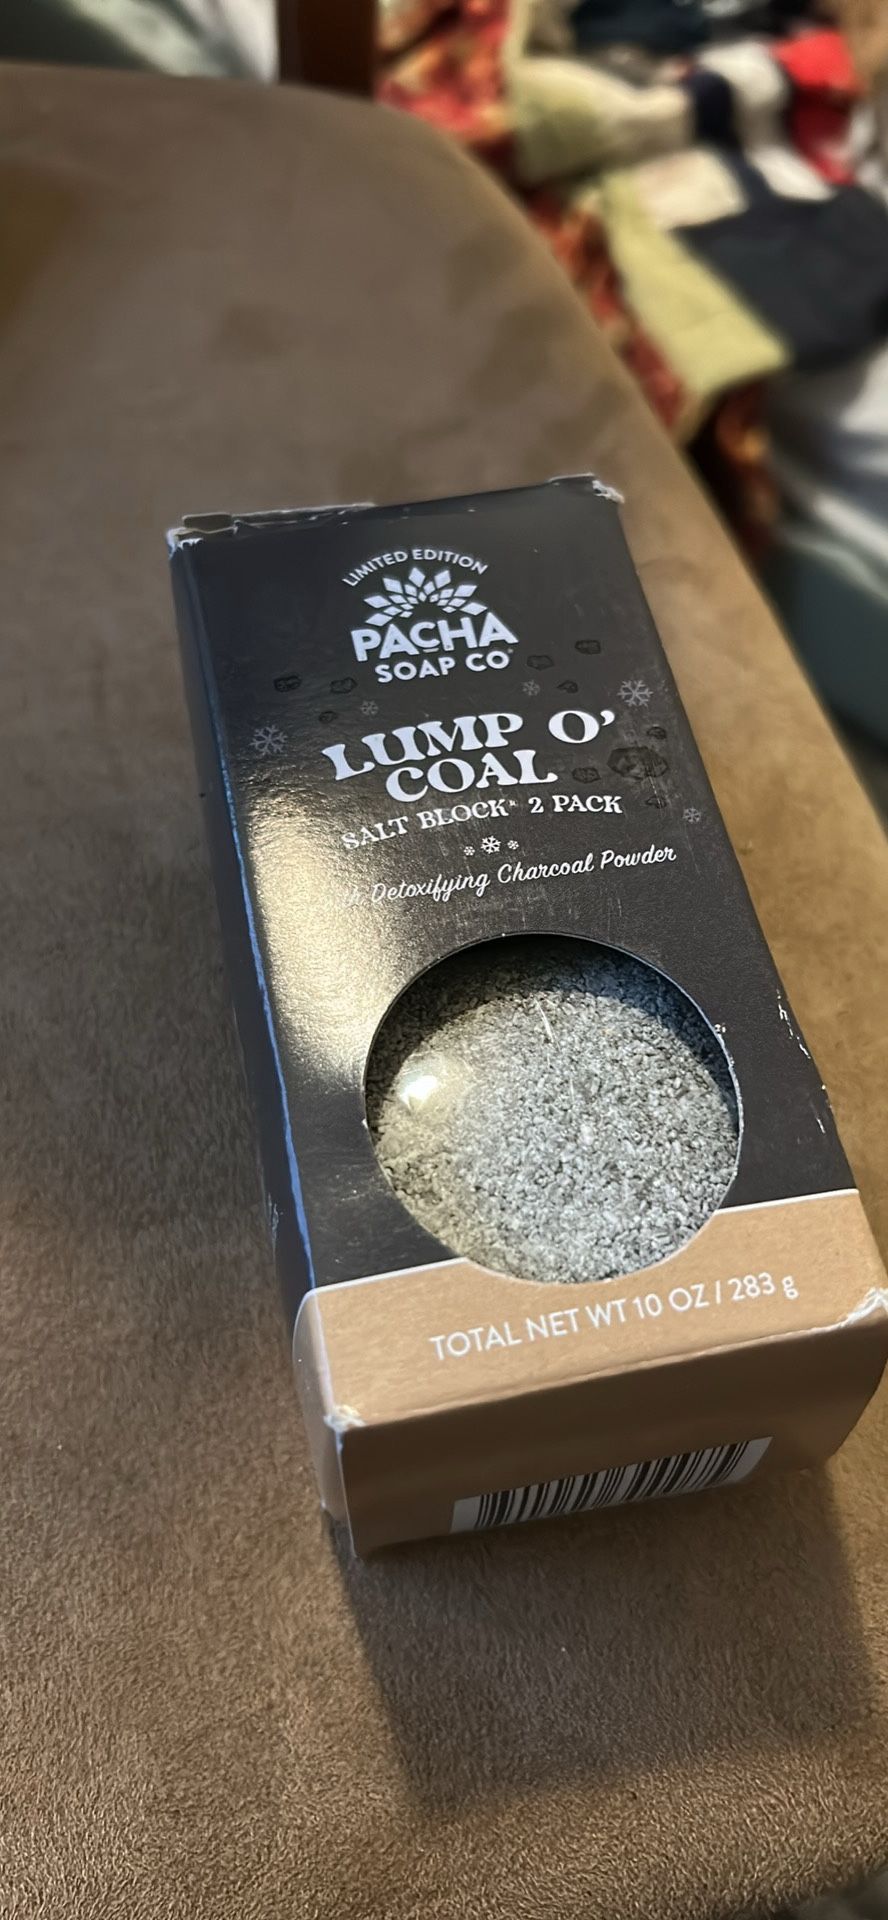 LIMITED EDITION
PACHA
SOAP CO
LUMP O'
COAL
SALT BLOCK™ 2 PACK
Detoxifying Charcoal Powder
TOTAL NET WT 10 OZ / 283 g